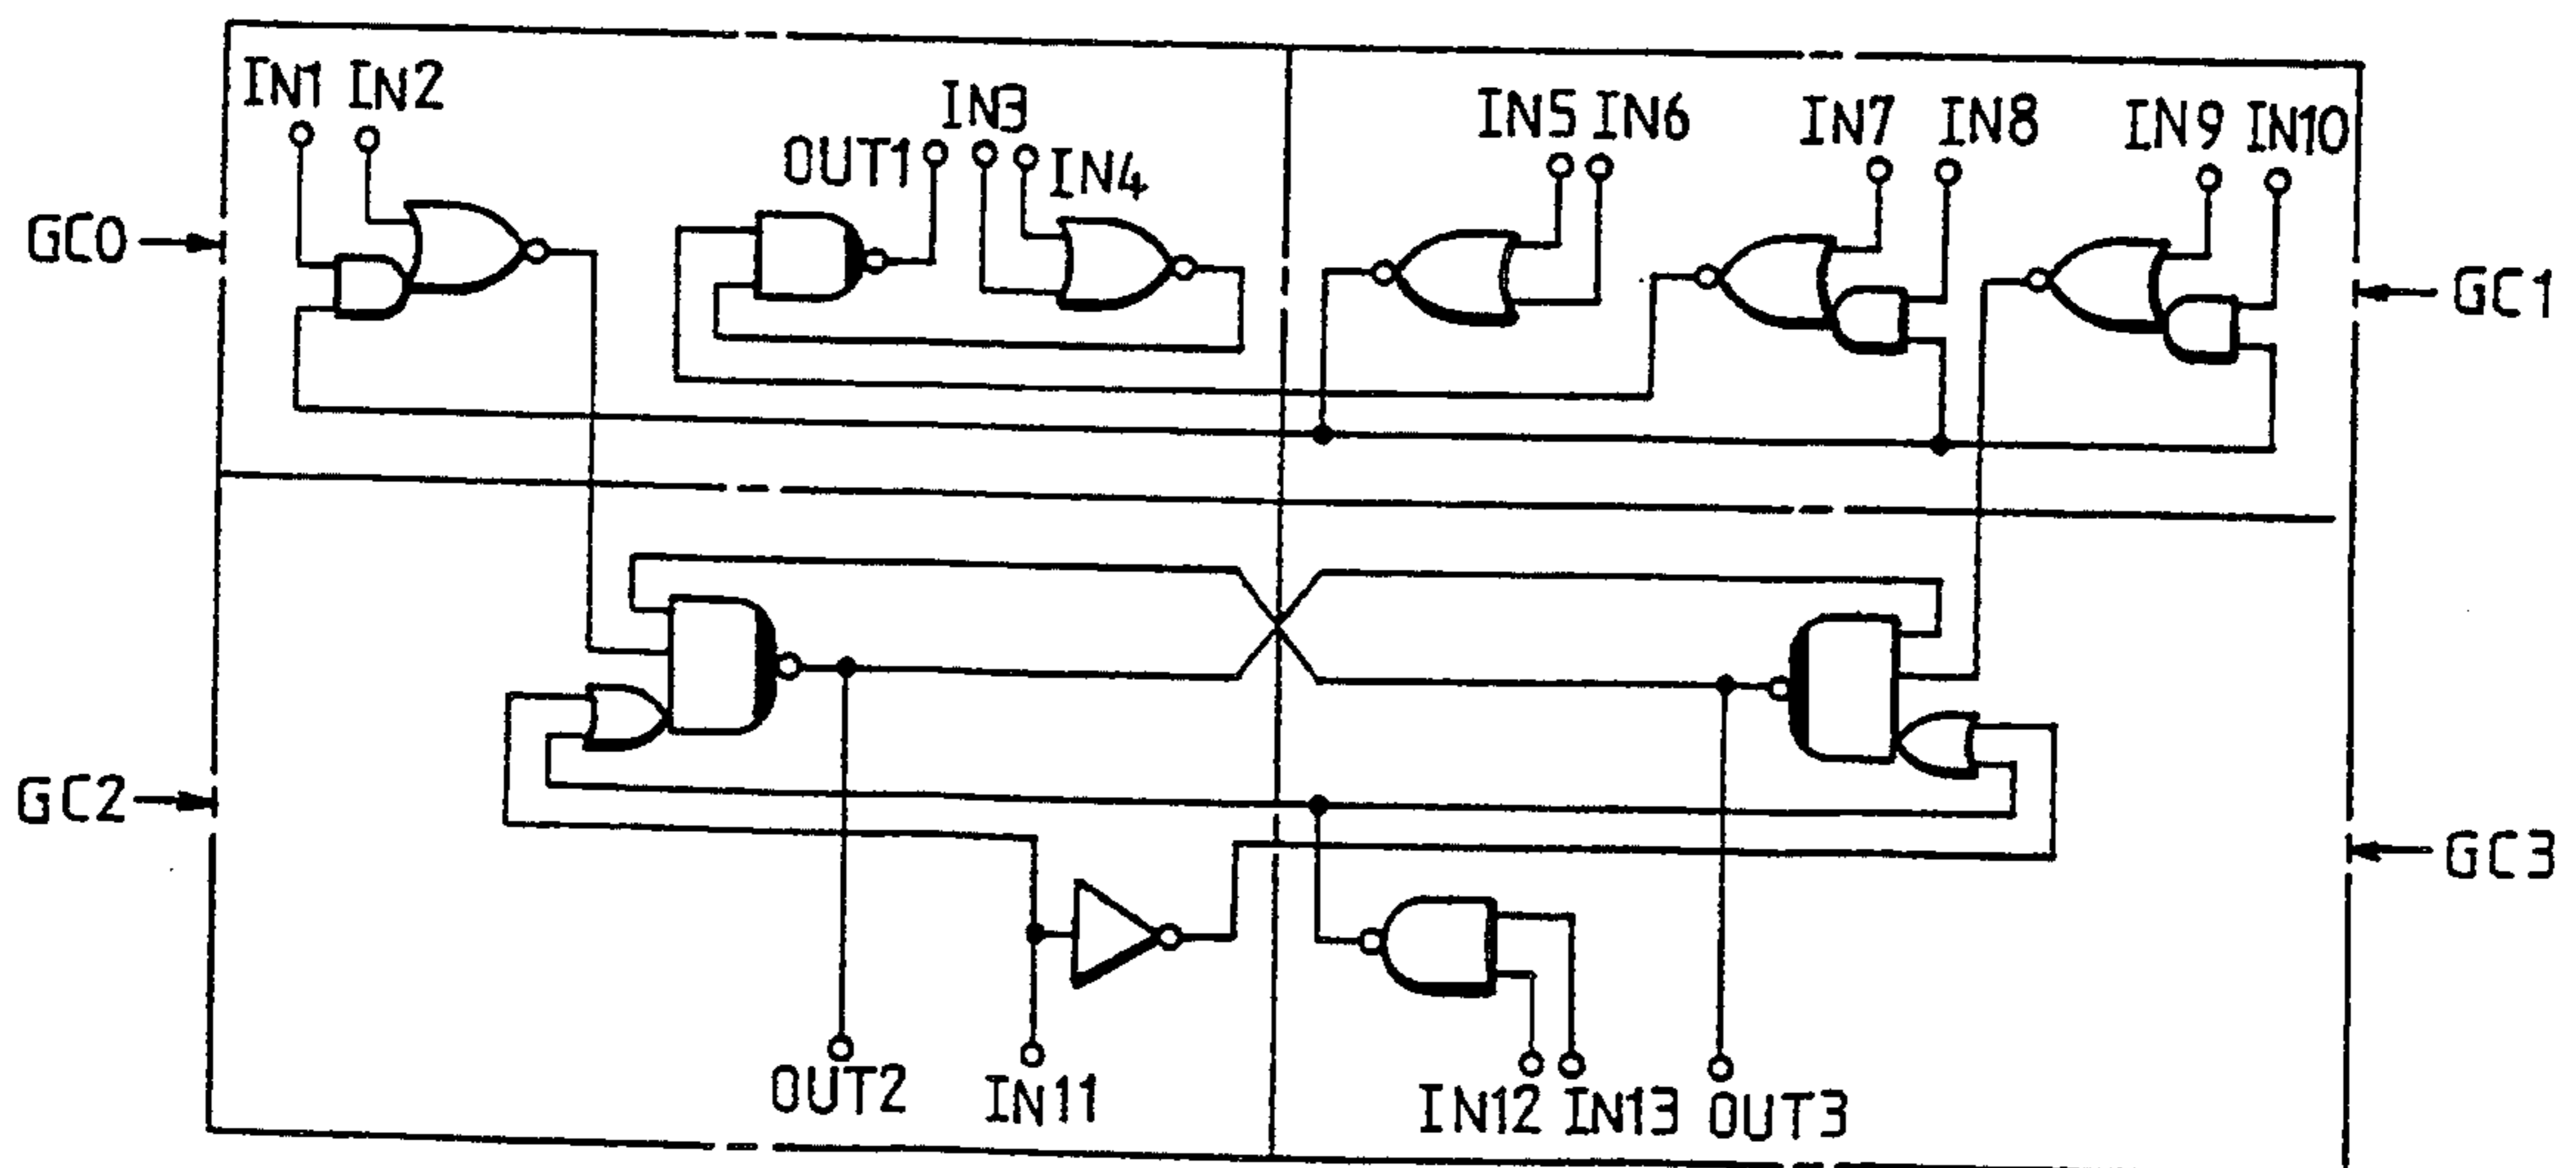 IN1 IN2
IN3
OUT1
IN4
IN5 IN6
IN7 IN8
IN9 IN10
GC0
GC1
GC2
GC3
OUT2
IN11
IN12 IN13 OUT3